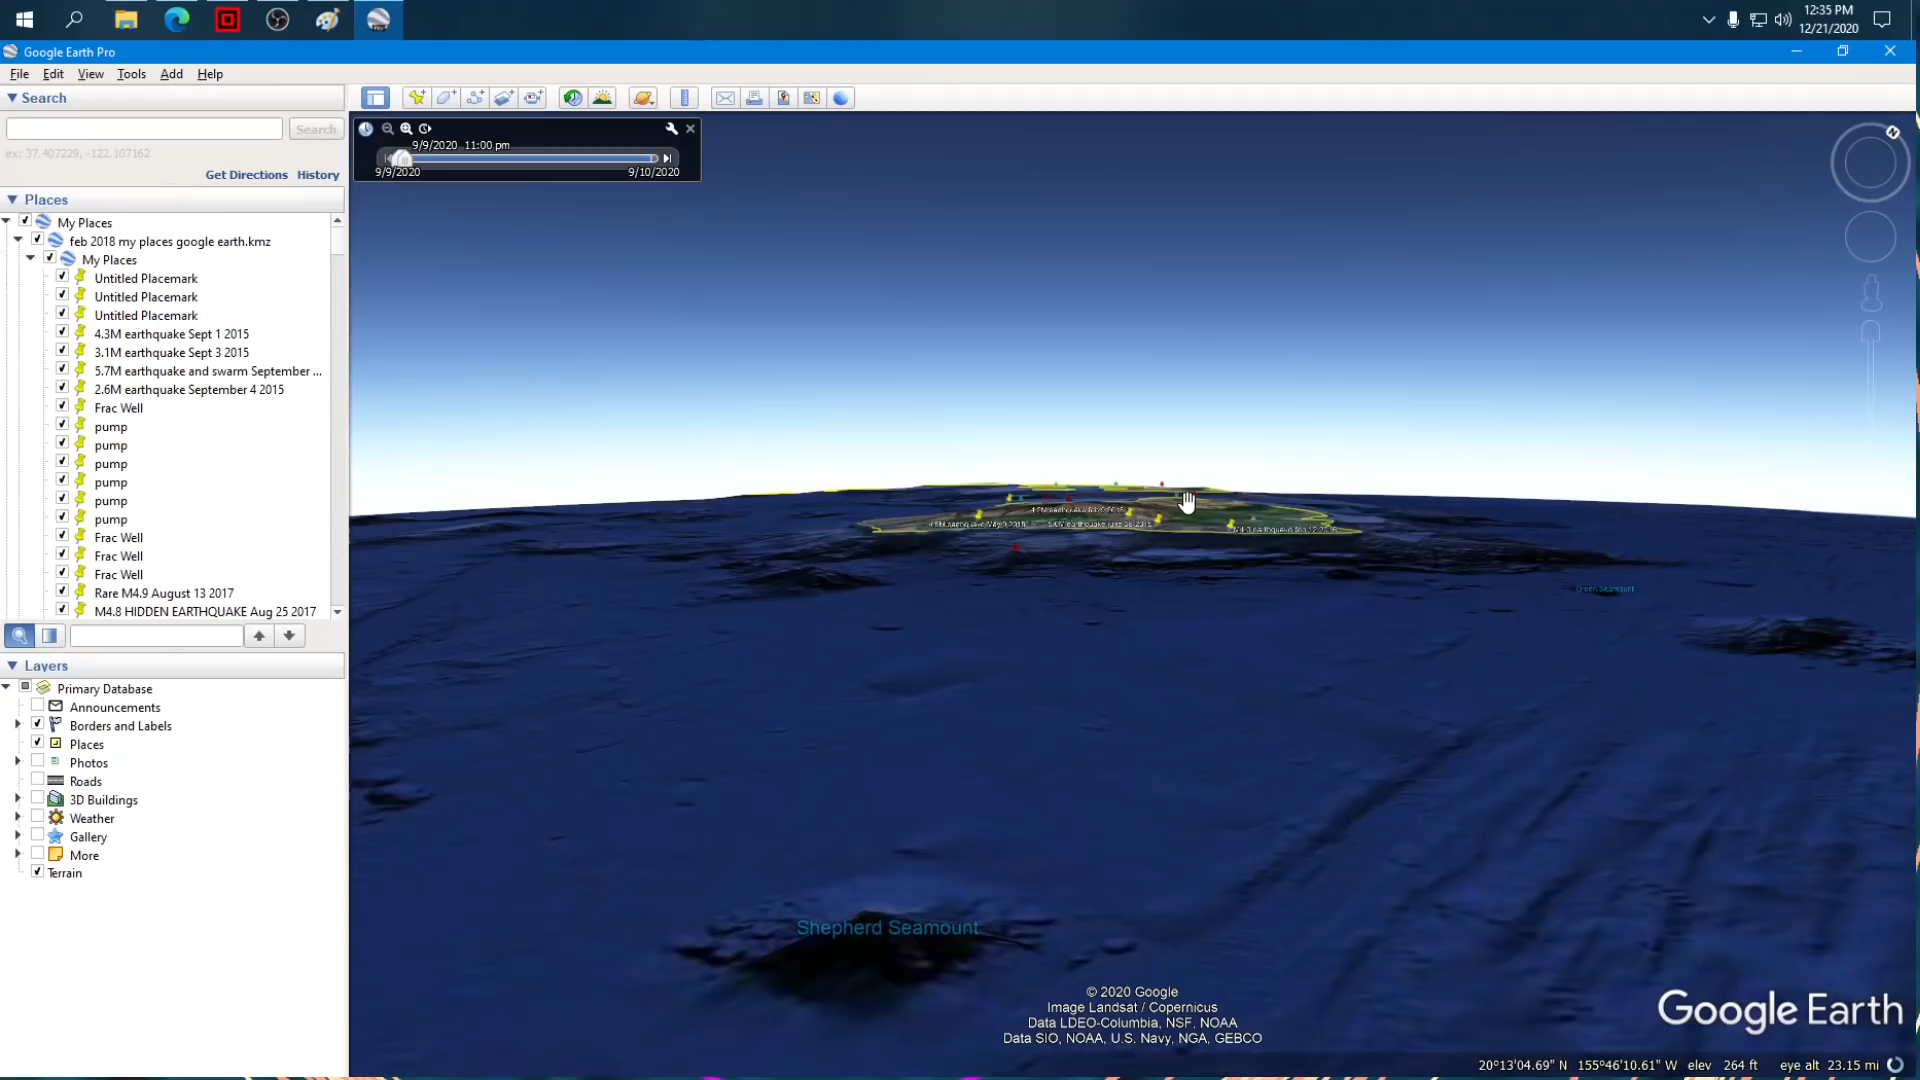 12:35 PM
12/21/2020
Google Earth Pro
File Edit View Tools Add Help
Search
Search
ex: 37.407229, -122.107162
Get Directions History
Places
My Places
feb 2018 my places google earth.kmz
My Places
Untitled Placemark
Untitled Placemark
Untitled Placemark
4.3M earthquake Sept 1 2015
3.1M earthquake Sept 3 2015
5.7M earthquake and swarm September ...
2.6M earthquake September 4 2015
Frac Well
pump
pump
pump
pump
pump
pump
Frac Well
Frac Well
Frac Well
Rare M4.9 August 13 2017
M4.8 HIDDEN EARTHQUAKE Aug 25 2017
Layers
Primary Database
Announcements
Borders and Labels
Places
Photos
Roads
3D Buildings
Weather
Gallery
More
Terrain
9/9/2020 11:00 pm
9/9/2020
9/10/2020
N
Green Seamount
Shepherd Seamount
© 2020 Google
Image Landsat / Copernicus
Data LDEO-Columbia, NSF, NOAA
Data SIO, NOAA, U.S. Navy, NGA, GEBCO
Google Earth
20°13'04.69" N 155°46'10.61" W elev 264 ft eye alt 23.15 mi